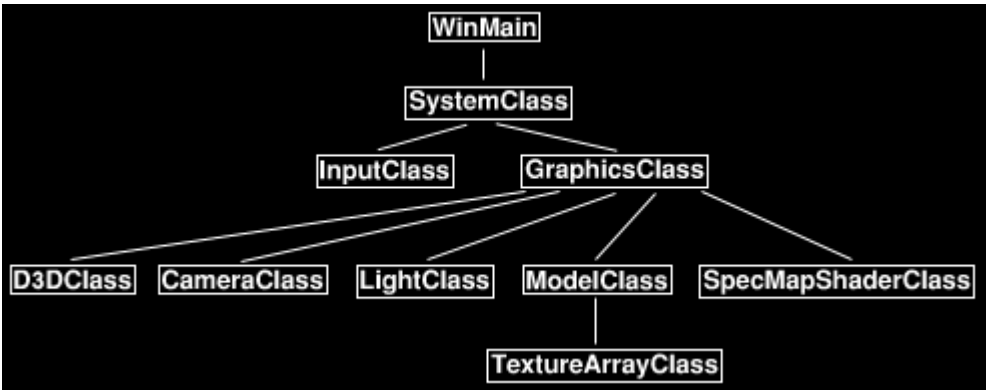 WinMain
SystemClass
InputClass
GraphicsClass
D3DClass
CameraClass
LightClass
ModelClass
SpecMapShaderClass
TextureArrayClass